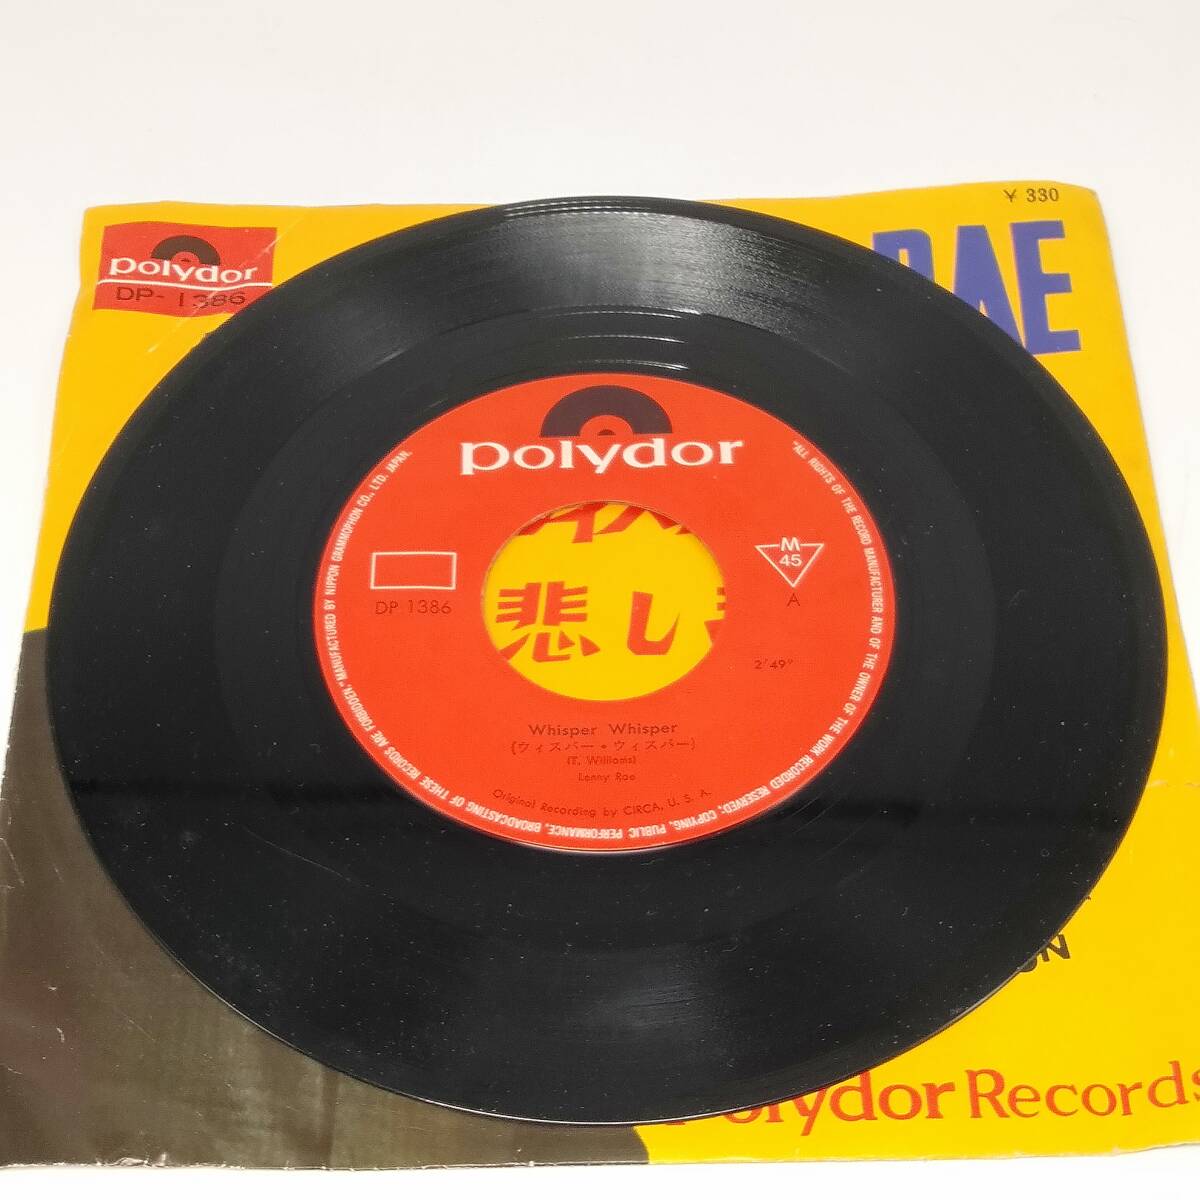 ¥ 330
RAE
polydor
DP-1386
polydor
"ALL RIGHTS OF THE RECORD MANUFACTURER AND OF THE OWNER OF THE WORK RECORDED RESERVED; COPYING, PUBLIC PERFORMANCE, BROADCASTING OF THESE RECORDS ARE FORBIDDEN." MANUFACTURED BY NIPPON GRAMMOPHON CO., LTD. JAPAN.
M
45
DP 1386
A
悲し
2'49"
Whisper Whisper
(ウィスパー・ウィスパー)
(T. Williams)
Lenny Rae
Original Recording by CIRCA, U. S. A.
ON
Polydor Records